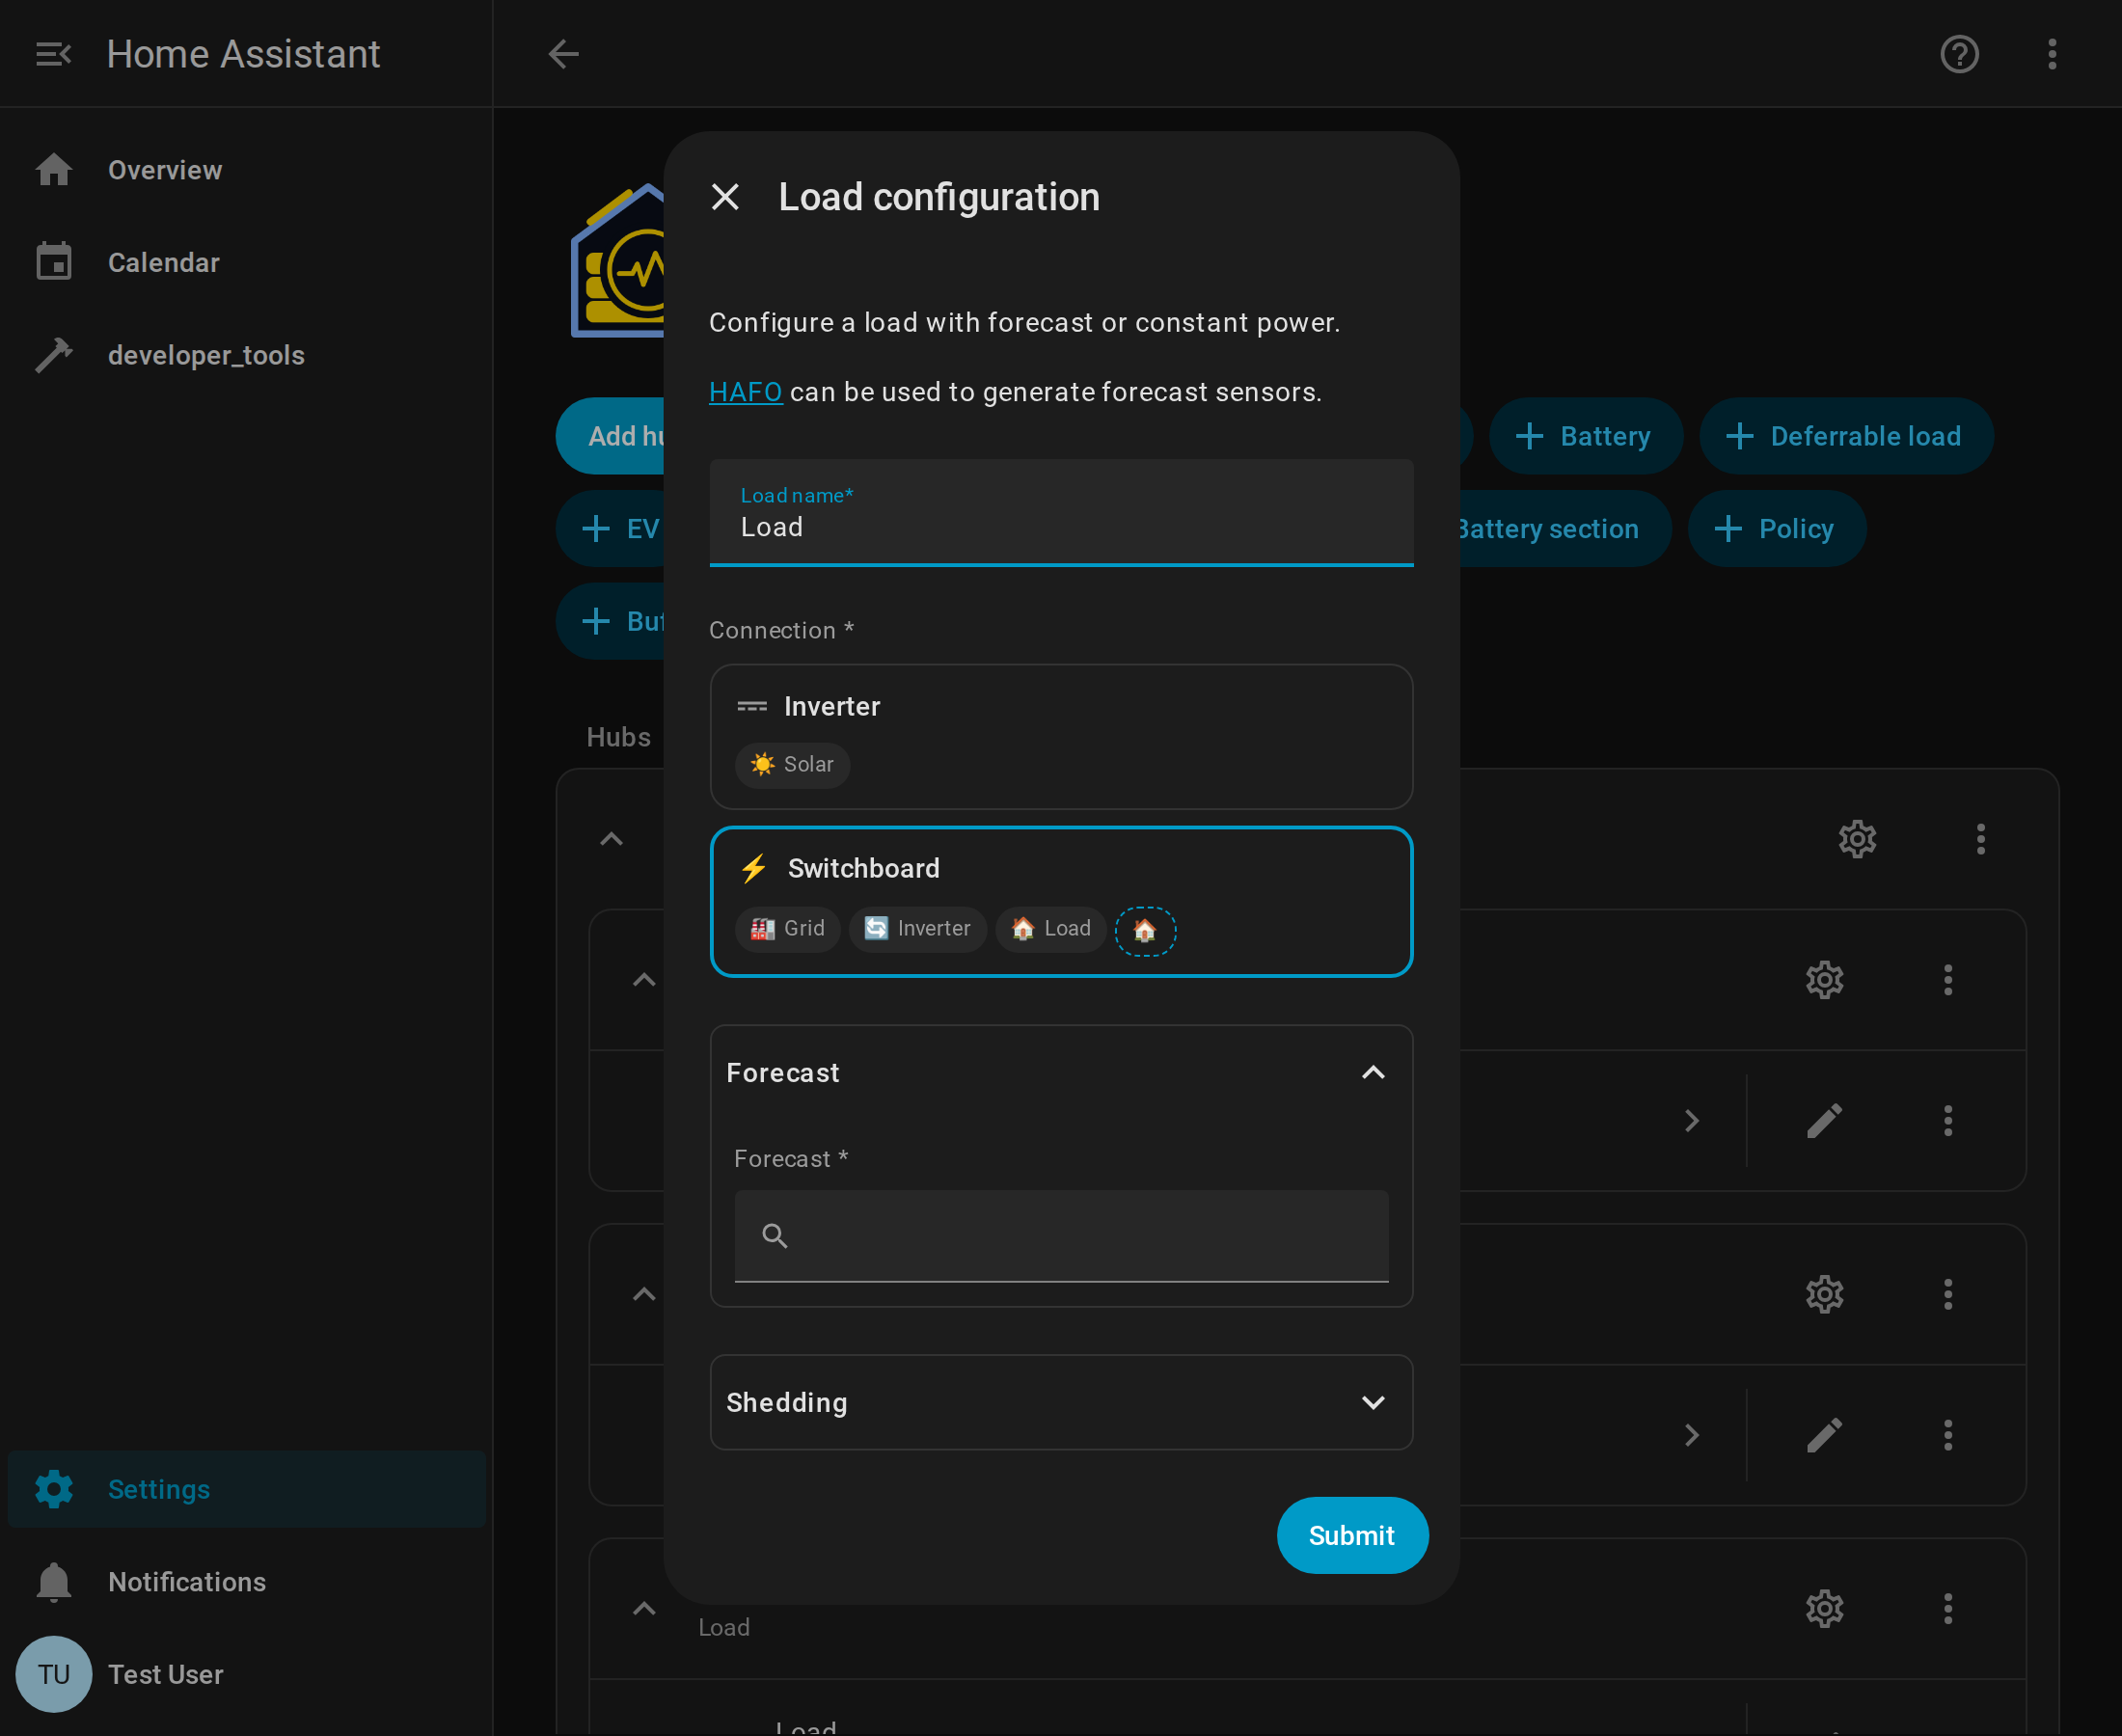 Home Assistant
Overview
Calendar
developer_tools
Settings
Notifications
TU
Test User
Load configuration
Configure a load with forecast or constant power.
HAFO can be used to generate forecast sensors.
Load name*
Load
Connection *
Inverter
Solar
Switchboard
Grid
Inverter
Load
Forecast
Forecast *
Shedding
Submit
Add hu
Battery
Deferrable load
EV
Battery section
Policy
Buf
Hubs
Load
Load